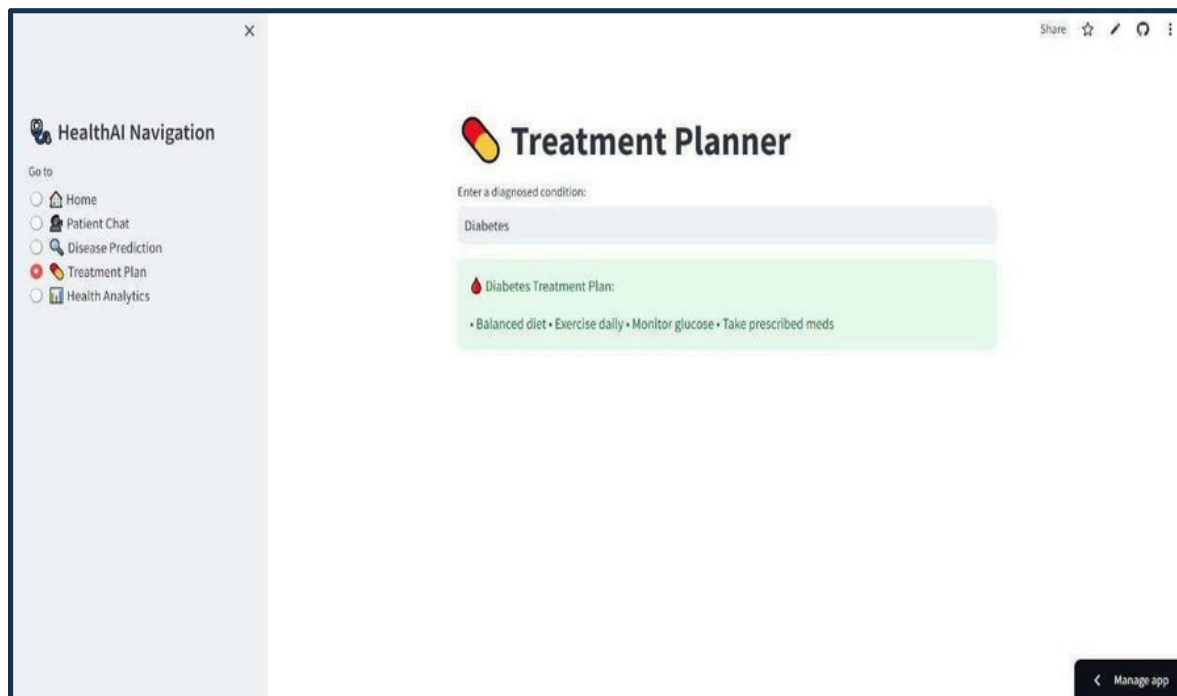 Share
HealthAI Navigation
Go to
Home
Patient Chat
Disease Prediction
Treatment Plan
Health Analytics
Treatment Planner
Enter a diagnosed condition:
Diabetes
Diabetes Treatment Plan:
• Balanced diet • Exercise daily • Monitor glucose • Take prescribed meds
Manage app